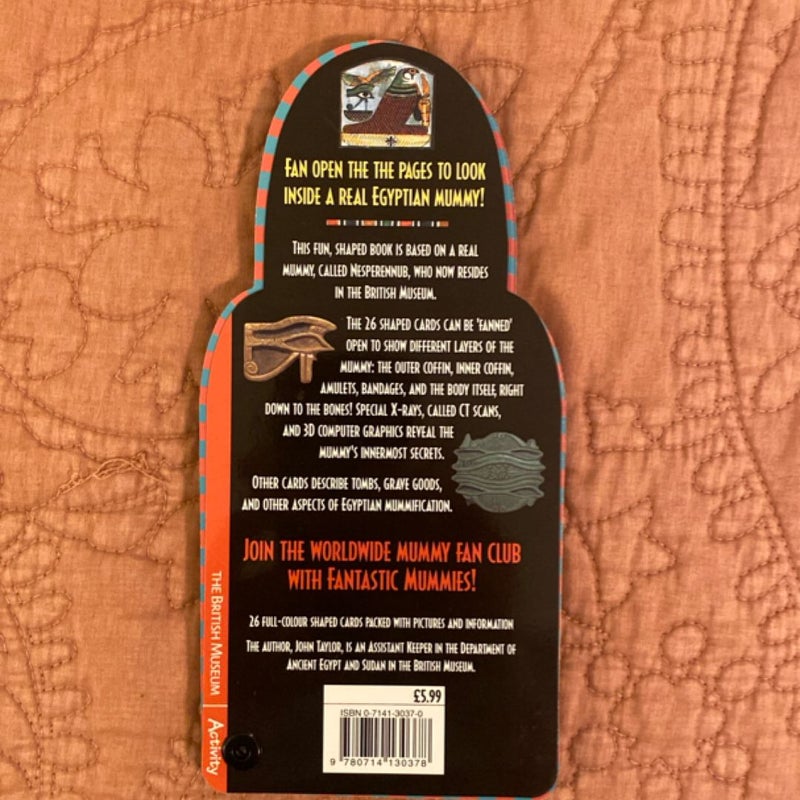 FAN OPEN THE THE PAGES TO LOOK
INSIDE A REAL EGYPTIAN MUMMY!
THIS FUN, SHAPED BOOK IS BASED ON A REAL
MUMMY, CALLED NESPERENNUB, WHO NOW RESIDES
IN THE BRITISH MUSEUM.
THE 26 SHAPED CARDS CAN BE 'FANNED'
OPEN TO SHOW DIFFERENT LAYERS OF THE
MUMMY: THE OUTER COFFIN, INNER COFFIN,
AMULETS, BANDAGES, AND THE BODY ITSELF, RIGHT
DOWN TO THE BONES! SPECIAL X-RAYS, CALLED CT SCANS,
AND 3D COMPUTER GRAPHICS REVEAL THE
MUMMY'S INNERMOST SECRETS.
OTHER CARDS DESCRIBE TOMBS, GRAVE GOODS,
AND OTHER ASPECTS OF EGYPTIAN MUMMIFICATION.
JOIN THE WORLDWIDE MUMMY FAN CLUB
WITH FANTASTIC MUMMIES!
26 FULL-COLOUR SHAPED CARDS PACKED WITH PICTURES AND INFORMATION
THE AUTHOR, JOHN TAYLOR, IS AN ASSISTANT KEEPER IN THE DEPARTMENT OF
ANCIENT EGYPT AND SUDAN IN THE BRITISH MUSEUM.
THE BRITISH MUSEUM
Activity
£5.99
ISBN 0-7141-3037-0
9 780714 130378